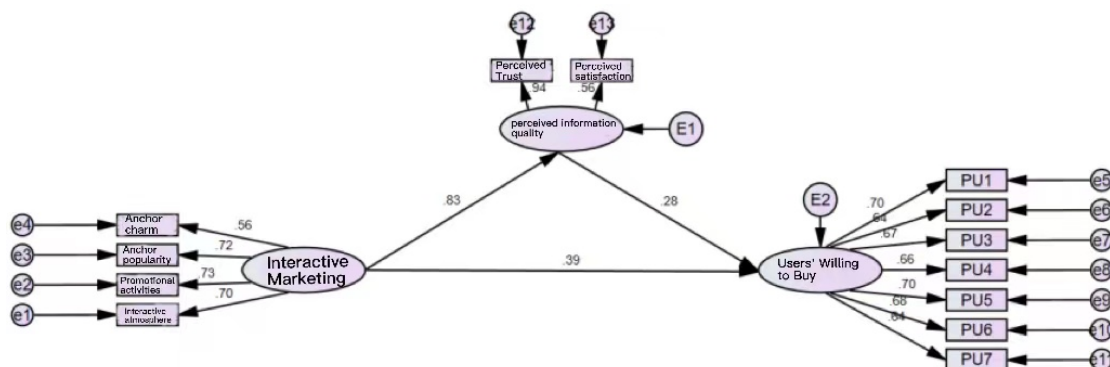 e12
e13
Perceived
Trust
Perceived
satisfaction
.94
.56
perceived information
quality
E1
.83
.28
E2
.39
e4
Anchor
charm
.56
e3
Anchor
popularity
.72
e2
Promotional
activities
.73
e1
Interactive
atmosphere
.70
Interactive
Marketing
Users' Willing
to Buy
.70
PU1
e5
.64
PU2
e6
.67
PU3
e7
.66
PU4
e8
.70
PU5
e9
.68
PU6
e10
.64
PU7